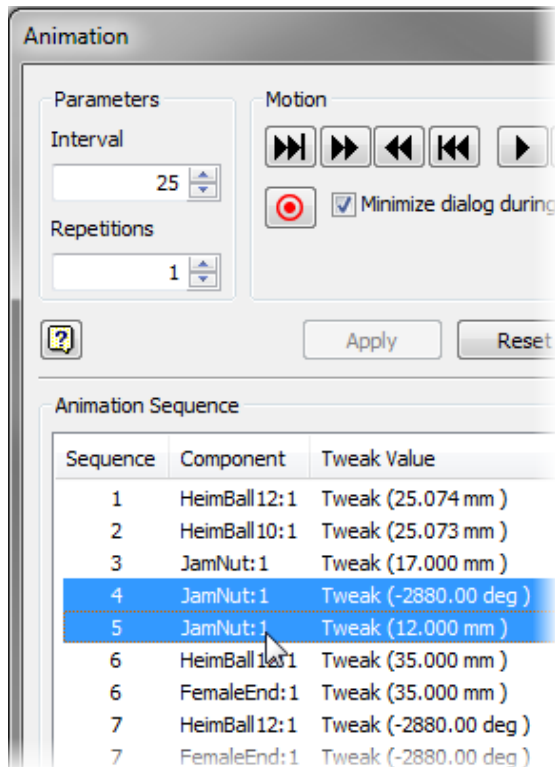 Animation
Parameters
Interval
25
Repetitions
1
Motion
Minimize dialog during
Apply
Reset
Animation Sequence
Sequence Component Tweak Value
1 HeimBall12:1 Tweak (25.074 mm )
2 HeimBall10:1 Tweak (25.073 mm )
3 JamNut:1 Tweak (17.000 mm )
4 JamNut:1 Tweak (-2880.00 deg )
5 JamNut:1 Tweak (12.000 mm )
6 HeimBall12:1 Tweak (35.000 mm )
6 FemaleEnd:1 Tweak (35.000 mm )
7 HeimBall12:1 Tweak (-2880.00 deg )
7 FemaleEnd:1 Tweak (-2880.00 deg )